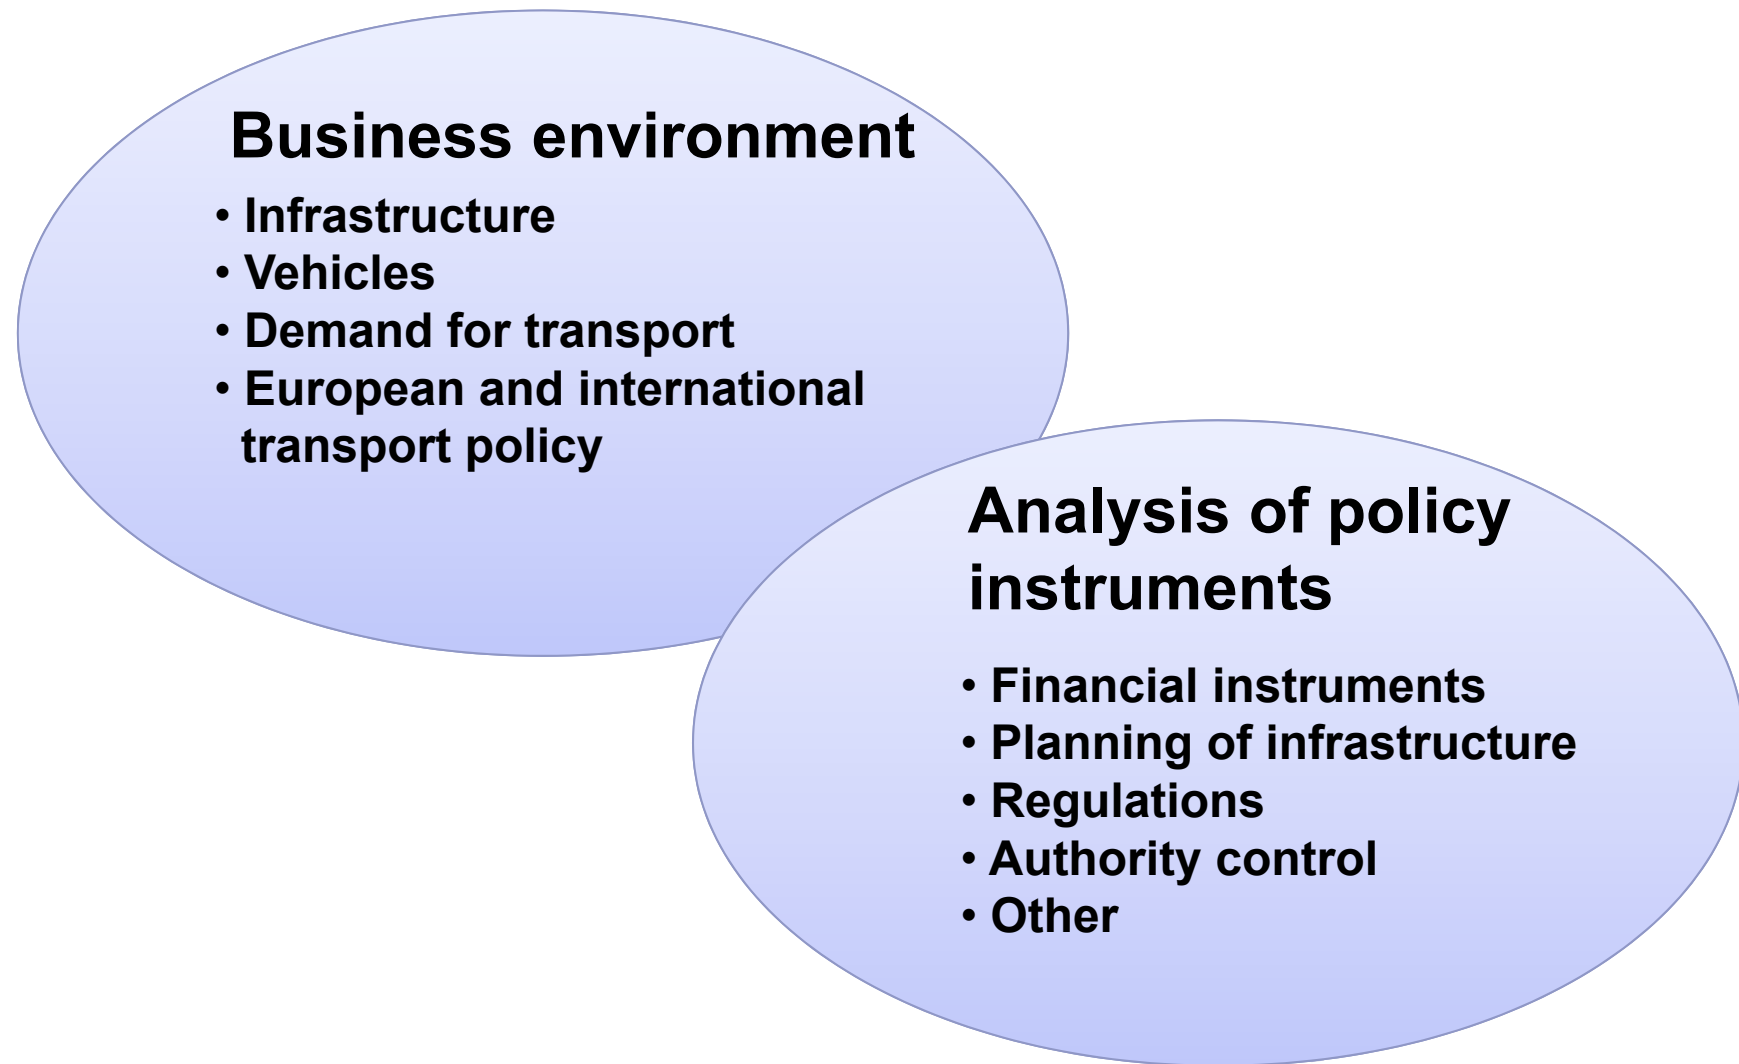 Business environment
• Infrastructure
• Vehicles
• Demand for transport
• European and international
transport policy
Analysis of policy
instruments
• Financial instruments
• Planning of infrastructure
• Regulations
• Authority control
• Other